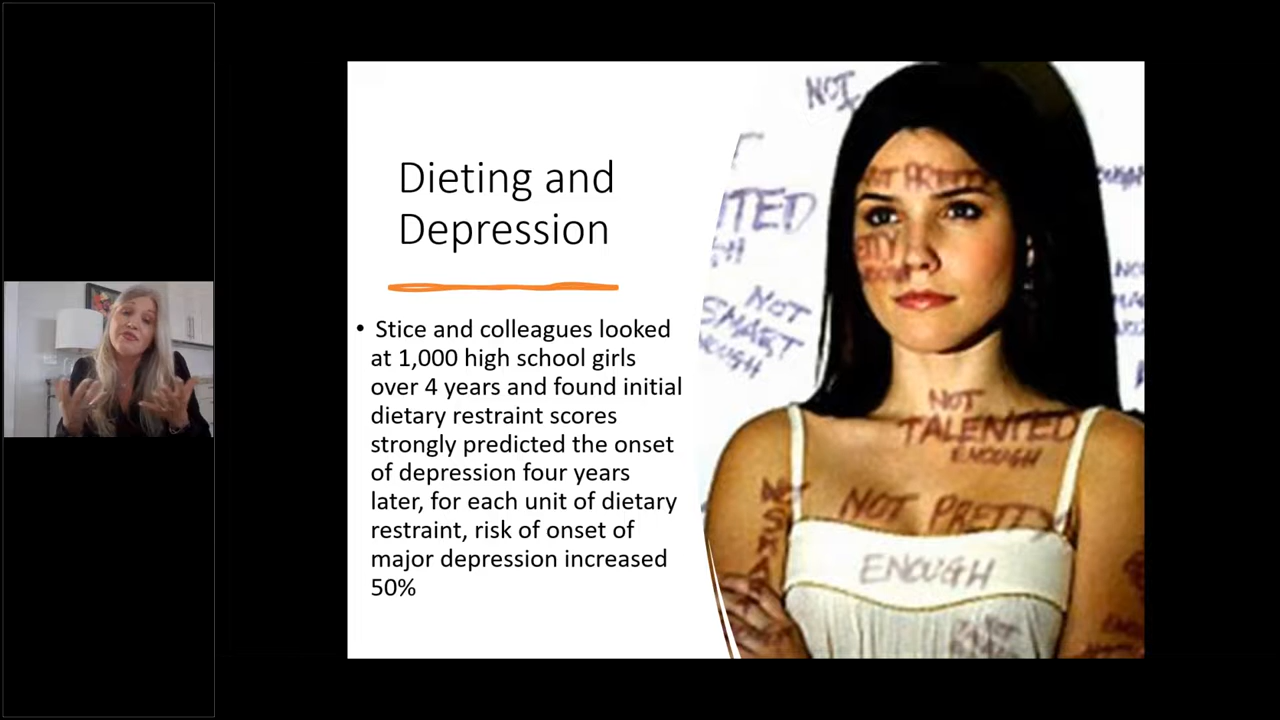 Dieting and
Depression
• Stice and colleagues looked
at 1,000 high school girls
over 4 years and found initial
dietary restraint scores
strongly predicted the onset
of depression four years
later, for each unit of dietary
restraint, risk of onset of
major depression increased
50%
NOT
NOT
SMART
NOT
TALENTED
ENOUGH
NOT PRETTY
ENOUGH